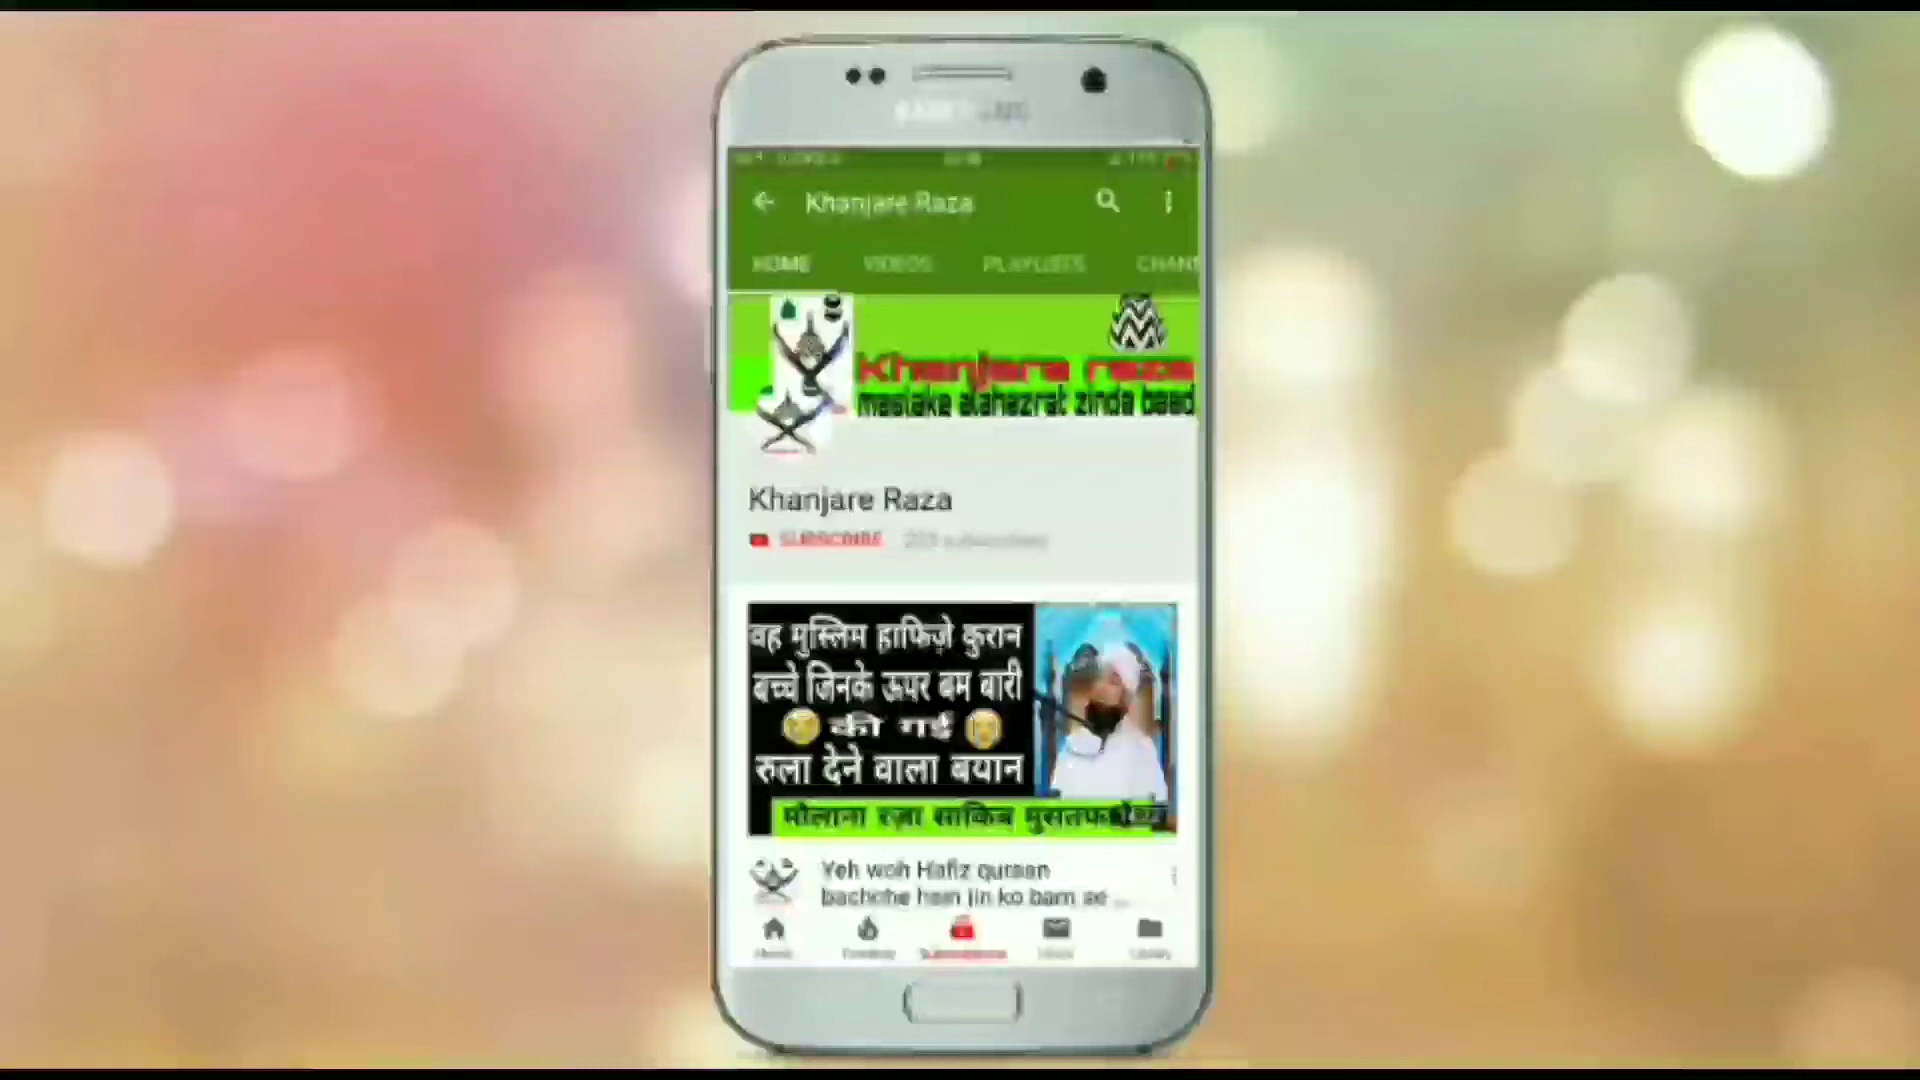 Khanjare Raza
HOME VIDEOS PLAYLISTS CHAN
Khanjare raza
maslake alahazrat zinda baad
Khanjare Raza
SUBSCRIBE
वह मुस्लिम हाफिज़े कुरान
बच्चे जिनके ऊपर बम बारी
😢 की गई 😢
रुला देने वाला बयान
मौलाना रज़ा साकिब
Yeh woh Hafiz quraan
bachche hain jin ko bam se ...